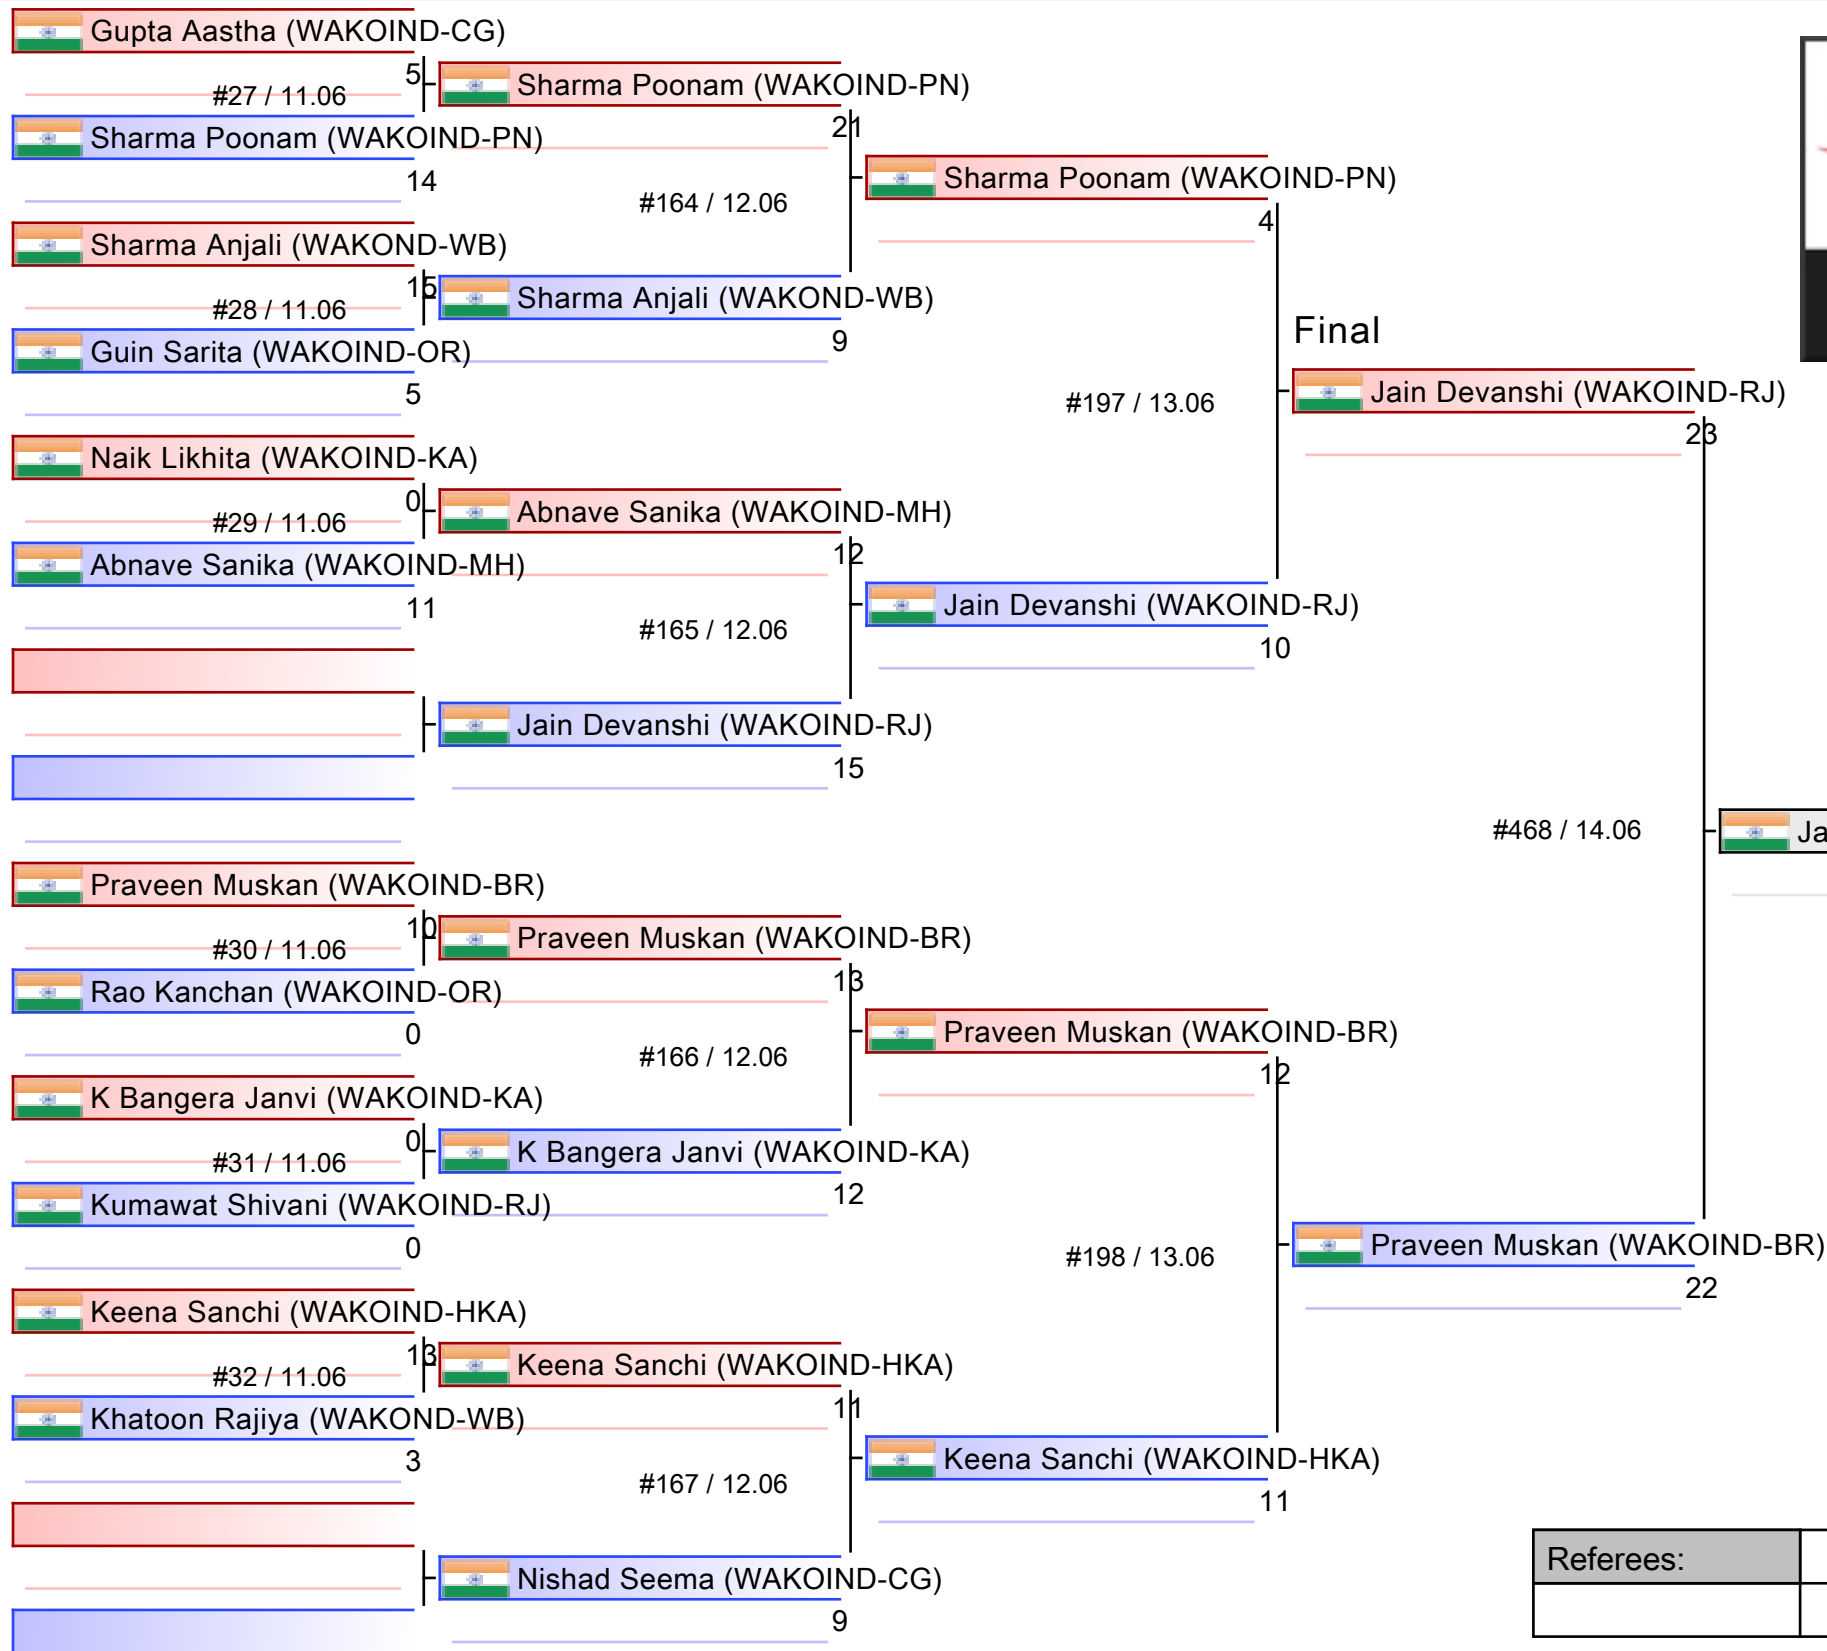 Gupta Aastha (WAKOIND-CG)
5
#27 / 11.06
Sharma Poonam (WAKOIND-PN)
14
Sharma Anjali (WAKOND-WB)
15
#28 / 11.06
Guin Sarita (WAKOIND-OR)
5
Naik Likhita (WAKOIND-KA)
0
#29 / 11.06
Abnave Sanika (WAKOIND-MH)
11
Praveen Muskan (WAKOIND-BR)
10
#30 / 11.06
Rao Kanchan (WAKOIND-OR)
0
K Bangera Janvi (WAKOIND-KA)
0
#31 / 11.06
Kumawat Shivani (WAKOIND-RJ)
0
Keena Sanchi (WAKOIND-HKA)
13
#32 / 11.06
Khatoon Rajiya (WAKOND-WB)
3
Sharma Poonam (WAKOIND-PN)
21
#164 / 12.06
Sharma Anjali (WAKOND-WB)
9
Abnave Sanika (WAKOIND-MH)
12
#165 / 12.06
Jain Devanshi (WAKOIND-RJ)
15
Praveen Muskan (WAKOIND-BR)
13
#166 / 12.06
K Bangera Janvi (WAKOIND-KA)
12
Keena Sanchi (WAKOIND-HKA)
11
#167 / 12.06
Nishad Seema (WAKOIND-CG)
9
Sharma Poonam (WAKOIND-PN)
4
#197 / 13.06
Jain Devanshi (WAKOIND-RJ)
10
Praveen Muskan (WAKOIND-BR)
12
#198 / 13.06
Keena Sanchi (WAKOIND-HKA)
11
Final
Jain Devanshi (WAKOIND-RJ)
23
#468 / 14.06
Praveen Muskan (WAKOIND-BR)
22
Ja
Referees: